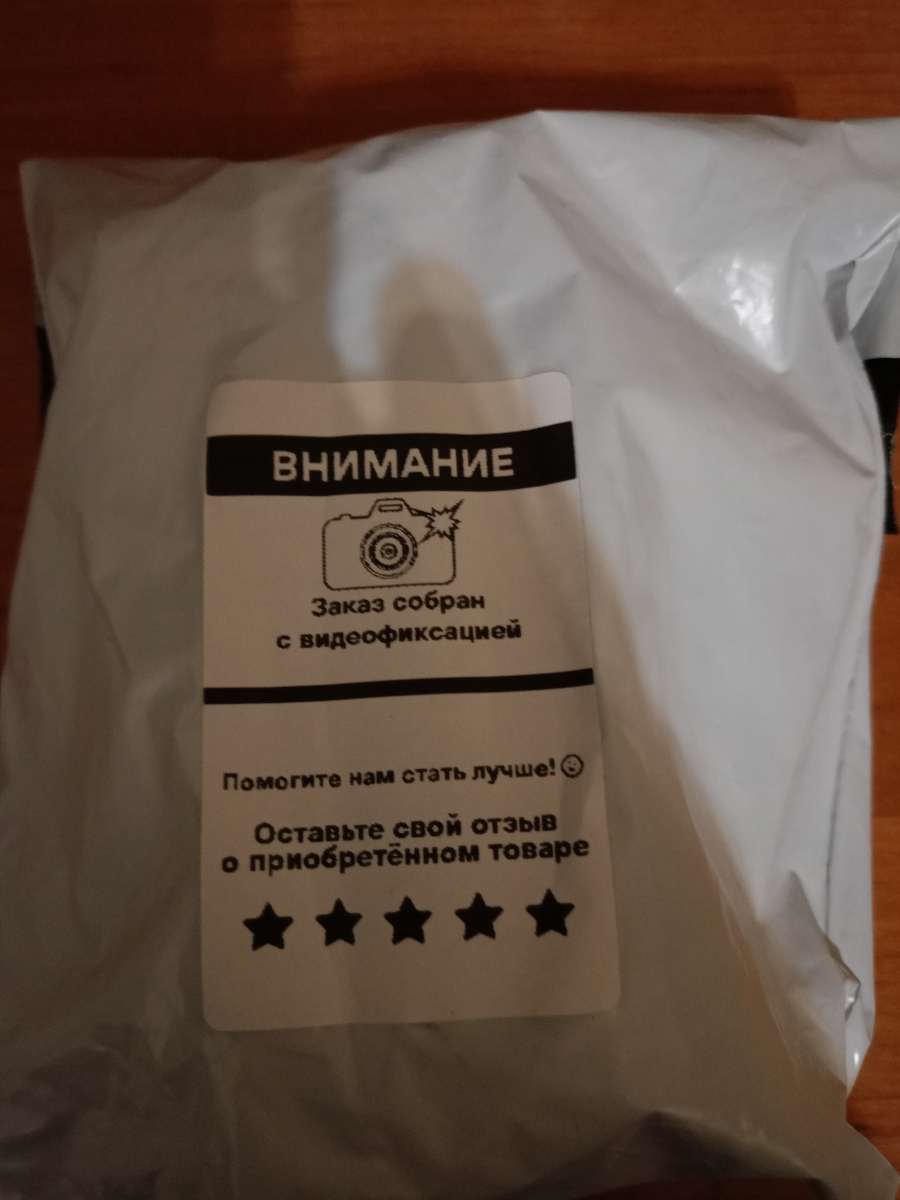 ВНИМАНИЕ
Заказ собран
с видеофиксацией
Помогите нам стать лучше!
Оставьте свой отзыв
о приобретённом товаре